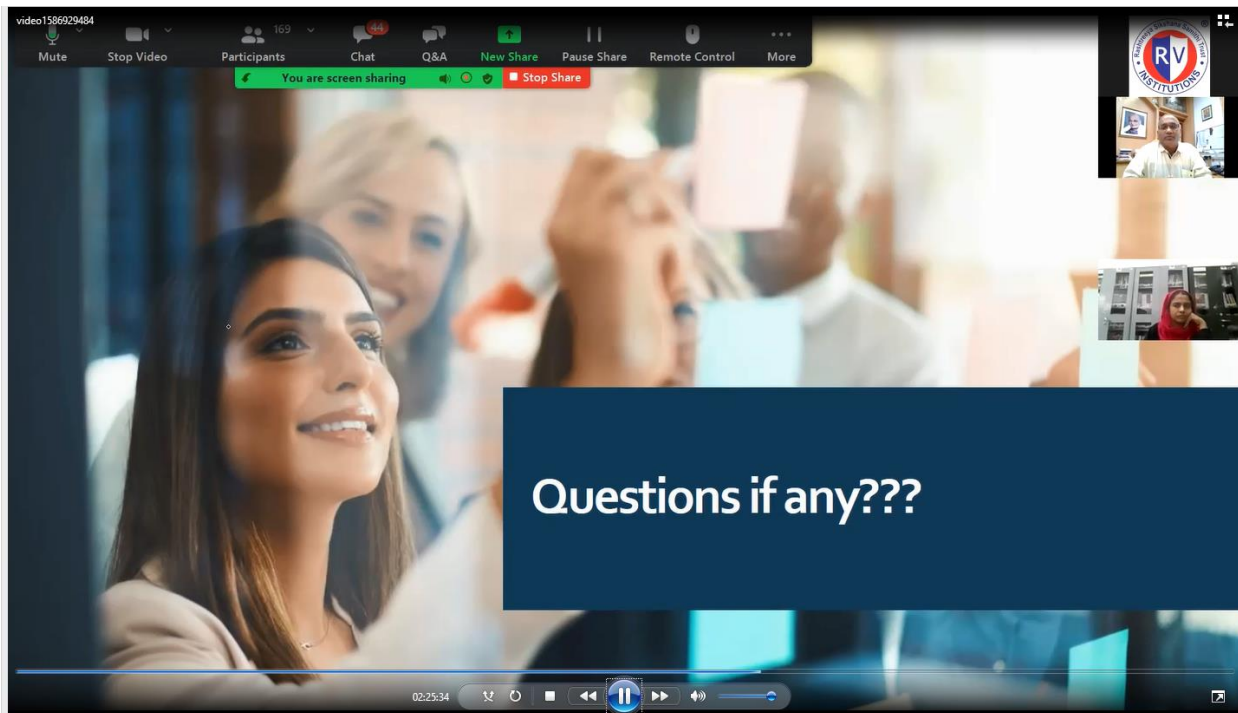 video1586929484
169
44
Mute
Stop Video
Participants
Chat
Q&A
New Share
Pause Share
Remote Control
More
You are screen sharing
Stop Share
RV
INSTITUTIONS
Questions if any???
02:25:34